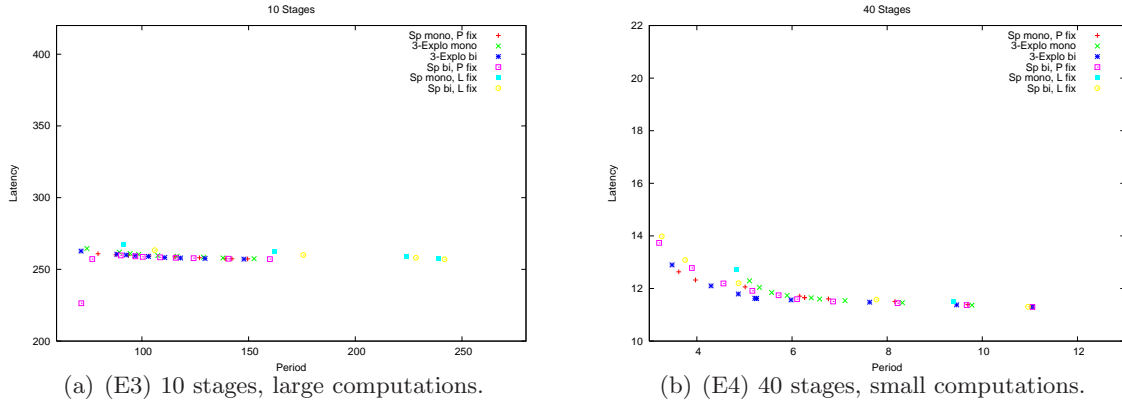 10 Stages
400
350
300
250
200
100
150
200
250
Latency
Period
Sp mono, P fix
3-Explo mono
3-Explo bi
Sp bi, P fix
Sp mono, L fix
Sp bi, L fix
(a) (E3) 10 stages, large computations.
40 Stages
22
20
18
16
14
12
10
4
6
8
10
12
Latency
Period
Sp mono, P fix
3-Explo mono
3-Explo bi
Sp bi, P fix
Sp mono, L fix
Sp bi, L fix
(b) (E4) 40 stages, small computations.